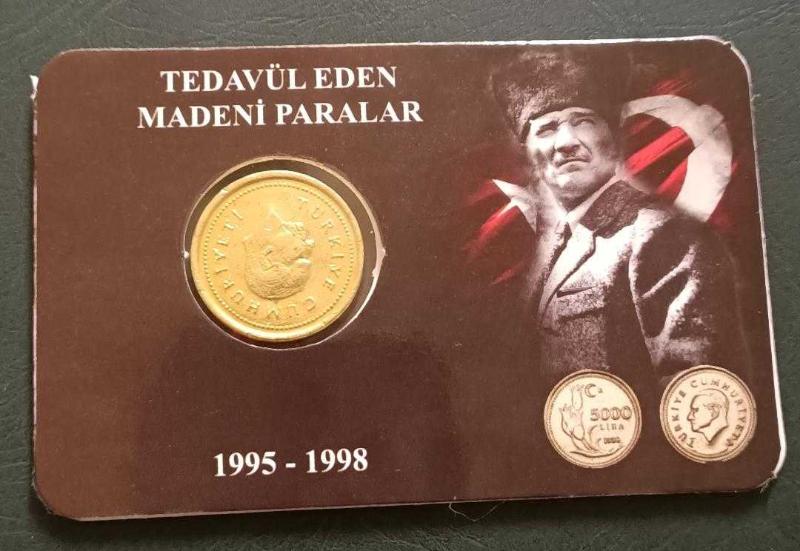 TEDAVÜL EDEN
MADENİ PARALAR
TÜRKİYE CUMHURİYETİ
1995 - 1998
5000
LİRA
TÜRKİYE CUMHURİYETİ